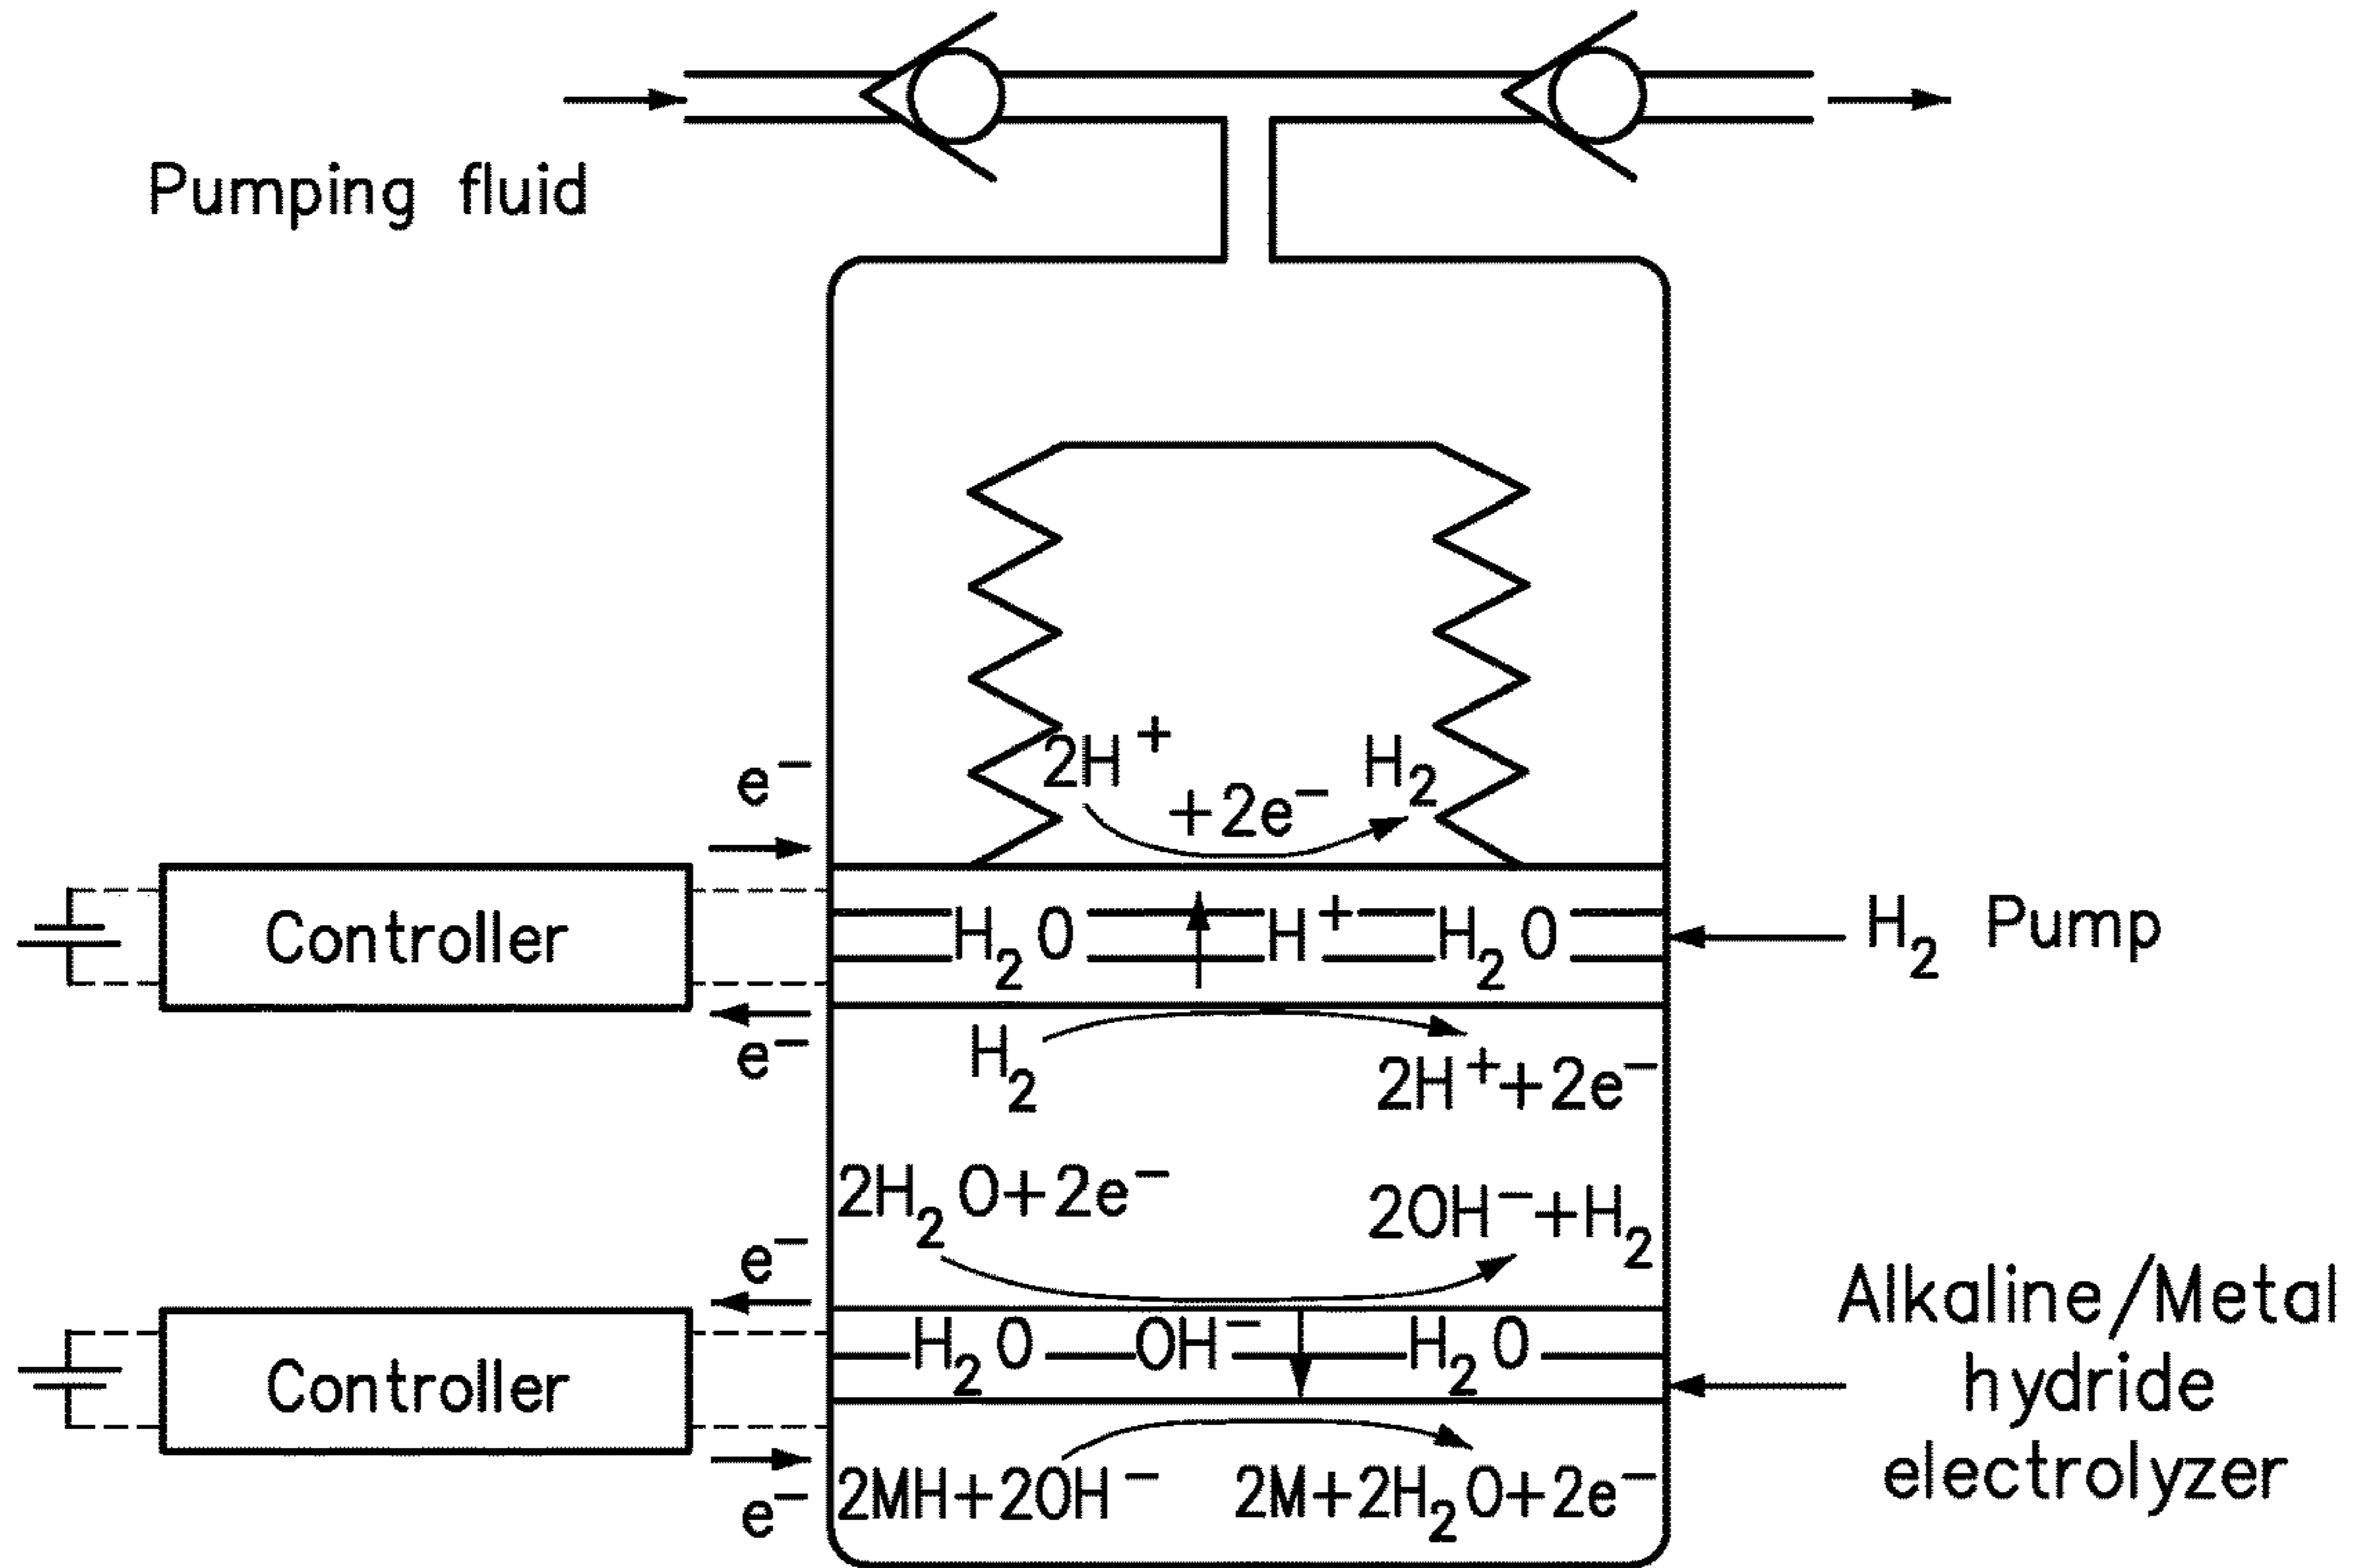 Pumping fluid
2H⁺ +2e⁻ H₂
e⁻
Controller
H₂O H⁺ H₂O
H₂ Pump
e⁻
H₂
2H⁺+2e⁻
2H₂O+2e⁻
2OH⁻+H₂
e⁻
Controller
H₂O OH⁻ H₂O
Alkaline/Metal
hydride
electrolyzer
e⁻
2MH+2OH⁻
2M+2H₂O+2e⁻